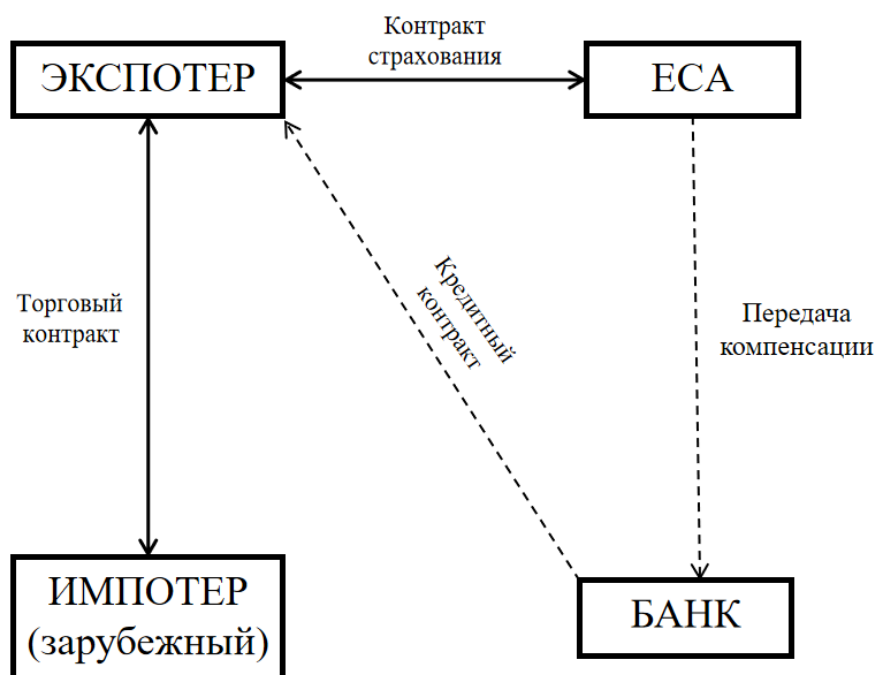 Контракт
страхования
ЭКСПОТЕР
ECA
Кредитный
контракт
Торговый
контракт
Передача
компенсации
ИМПОТЕР
(зарубежный)
БАНК